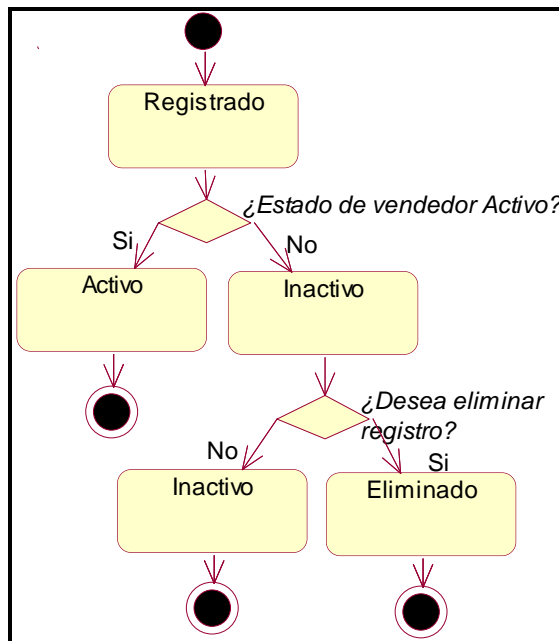 Registrado
¿Estado de vendedor Activo?
Si
No
Activo
Inactivo
¿Desea eliminar
registro?
No
Si
Inactivo
Eliminado